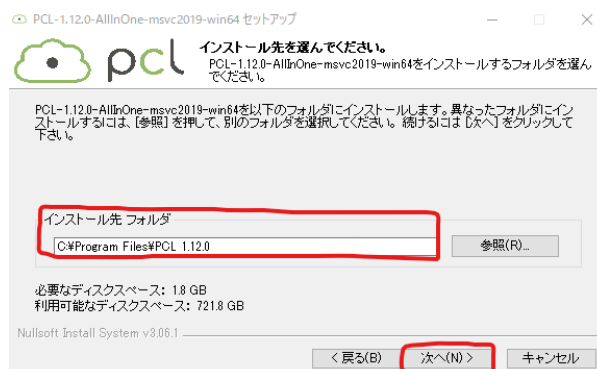 PCL-1.12.0-AllInOne-msvc2019-win64 セットアップ
pcl
インストール先を選んでください。
PCL-1.12.0-AllInOne-msvc2019-win64をインストールするフォルダを選ん
でください。
PCL-1.12.0-AllInOne-msvc2019-win64を以下のフォルダにインストールします。異なったフォルダにイン
ストールするには、[参照] を押して、別のフォルダを選択してください。 続けるには [次へ] をクリックして
下さい。
インストール先 フォルダ
C:¥Program Files¥PCL 1.12.0
参照(R)...
必要なディスクスペース: 1.8 GB
利用可能なディスクスペース: 721.8 GB
Nullsoft Install System v3.06.1
< 戻る(B)
次へ(N) >
キャンセル